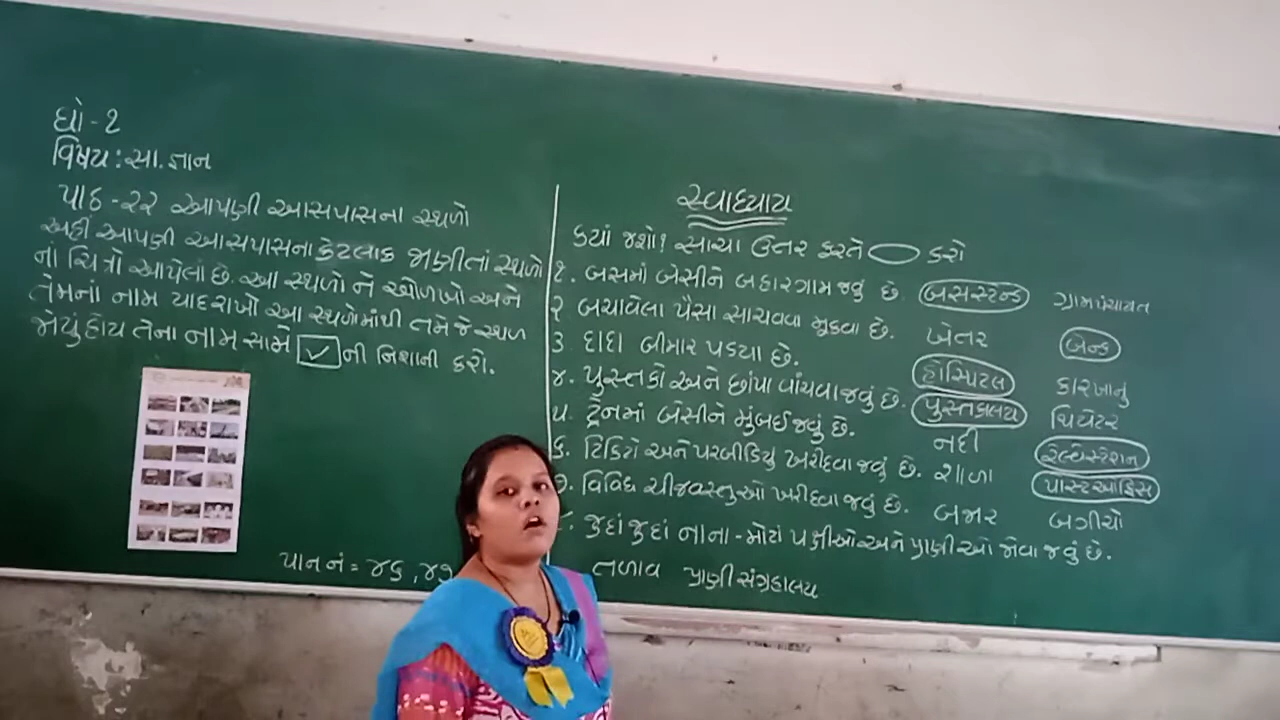 ધો - ૨
વિષય : સા. જ્ઞાન
પાઠ - ૨૨ આપણી આસપાસના સ્થળો
અહીં આપણી આસપાસના કેટલાક જાણીતાં સ્થળો
નાં ચિત્રો આપેલાં છે. આ સ્થળો ને ઓળખો અને
તેમનાં નામ યાદ રાખો આ સ્થળોમાંથી તમે જે સ્થળ
જોયું હોય તેના નામ સામે ✓ ની નિશાની કરો.
પાન નં = ૪૬, ૪૭
સ્વાધ્યાય
કયાં જશો? સાચા ઉતર ફરતે ⬭ કરો
૧. બસમાં બેસીને બહારગામ જવું છે. બસસ્ટેન્ડ ગ્રામપંચાયત
૨ બચાવેલા પૈસા સાચવવા મૂકવા છે. ખેતર બેન્ક
૩ દાદા બીમાર પડયા છે. હોસ્પિટલ કારખાનું
૪. પુસ્તકો અને છાંપા વાંચવા જવું છે. પુસ્તકાલય થિયેટર
૫. ટ્રેનમાં બેસીને મુંબઈ જવું છે. નદી રેલ્વેસ્ટેશન
૬. ટિકિટો અને પરબીડિયુ ખરીદવા જવું છે. શાળા પોસ્ટઓફિસ
૭. વિવિધ ચીજવસ્તુઓ ખરીદવા જવું છે. બજાર બગીચો
જુદાં જુદાં નાના - મોટાં પક્ષીઓ અને પ્રાણીઓ જોવા જવું છે.
તળાવ પ્રાણીસંગ્રહાલય